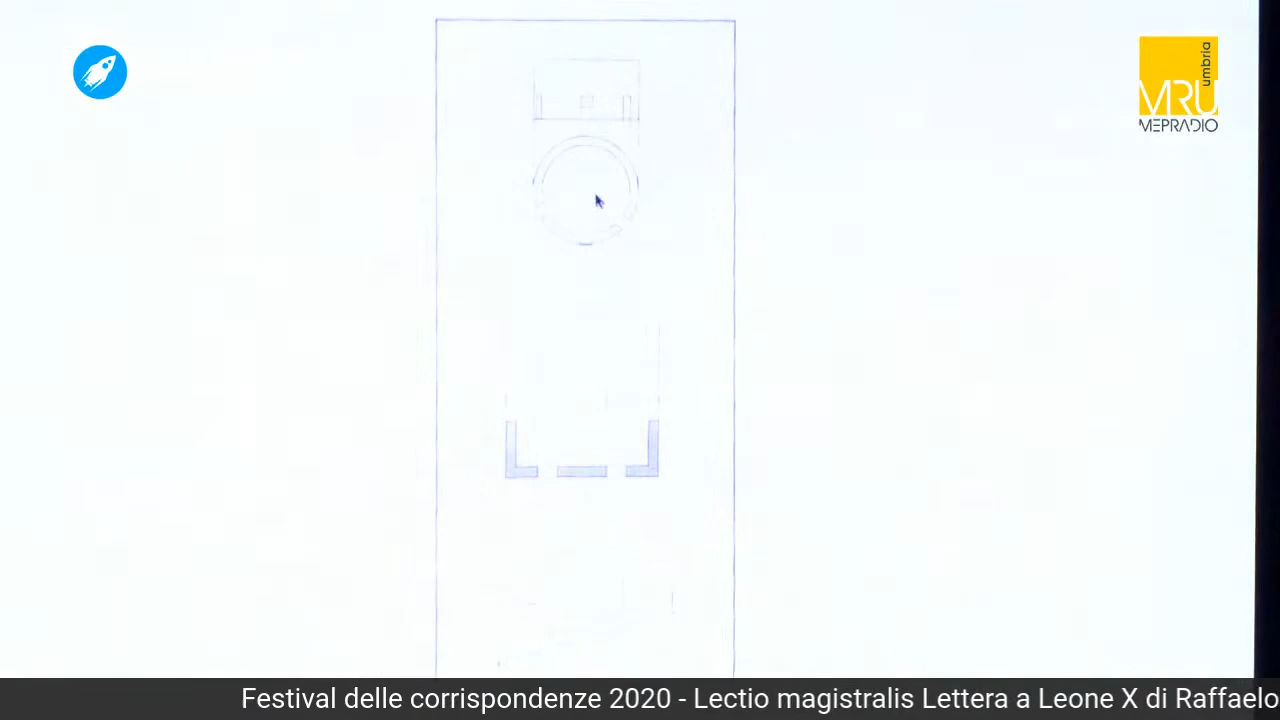 umbria
MRU
MEPRADIO
Festival delle corrispondenze 2020 - Lectio magistralis Lettera a Leone X di Raffaelo